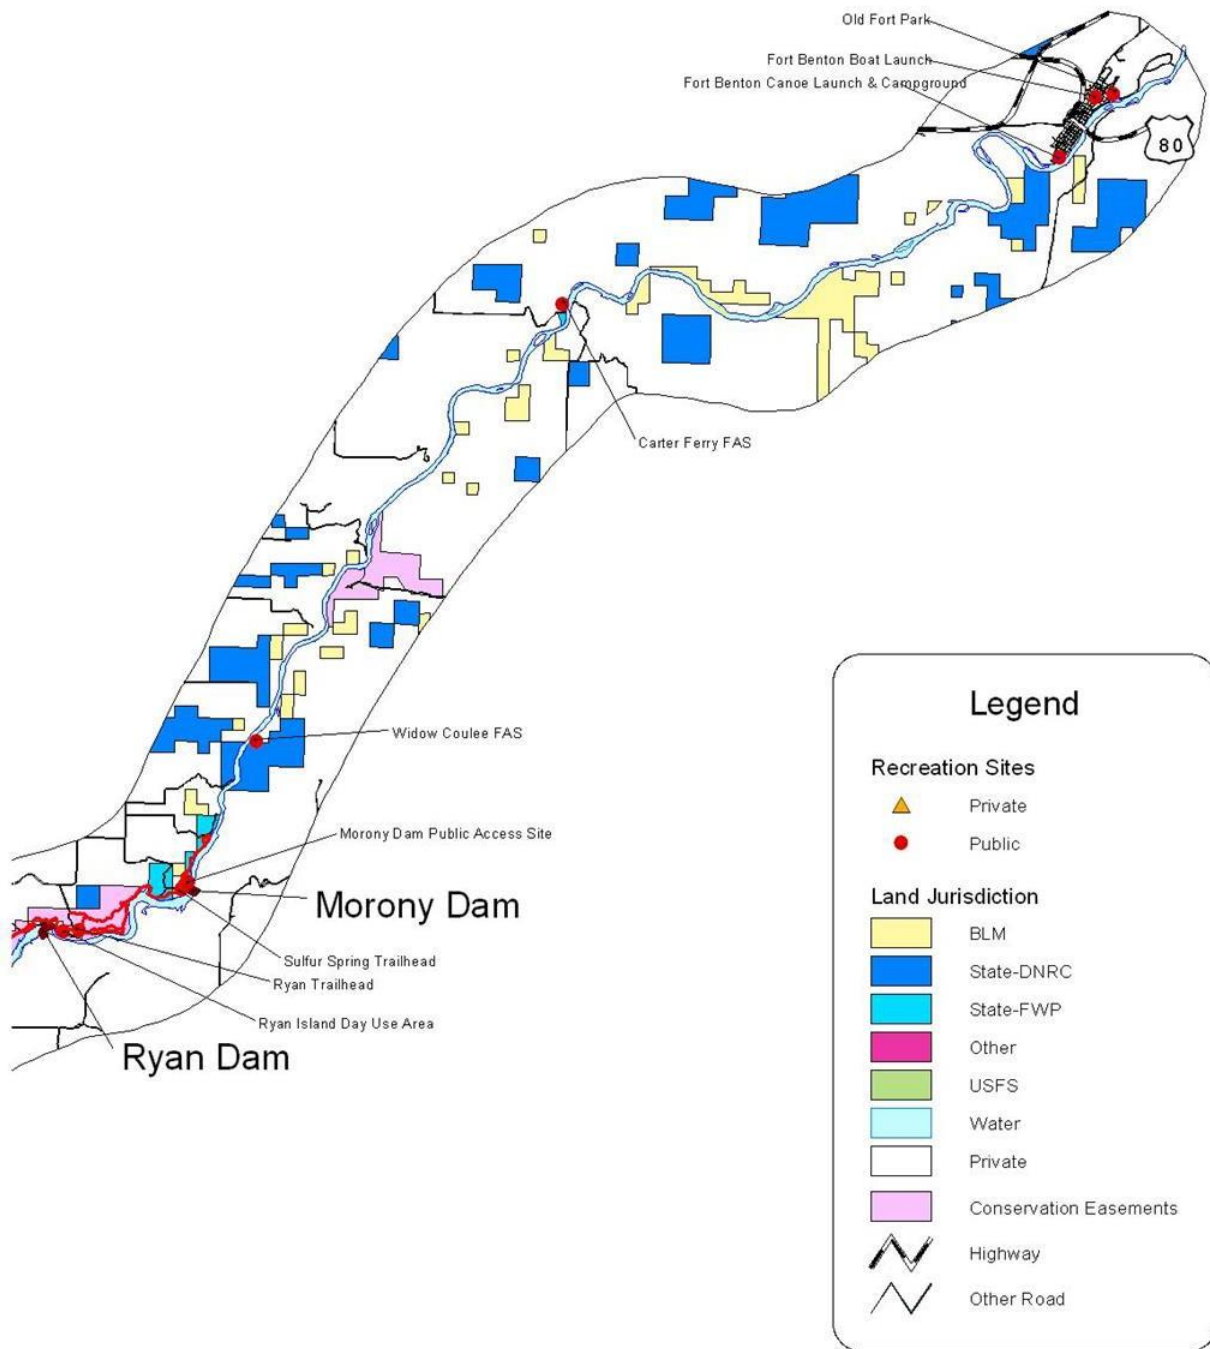 Old Fort Park
Fort Benton Boat Launch
Fort Benton Canoe Launch & Campground
80
Carter Ferry FAS
Widow Coulee FAS
Morony Dam Public Access Site
Morony Dam
Sulfur Spring Trailhead
Ryan Trailhead
Ryan Island Day Use Area
Ryan Dam
Legend
Recreation Sites
Private
Public
Land Jurisdiction
BLM
State-DNRC
State-FWP
Other
USFS
Water
Private
Conservation Easements
Highway
Other Road